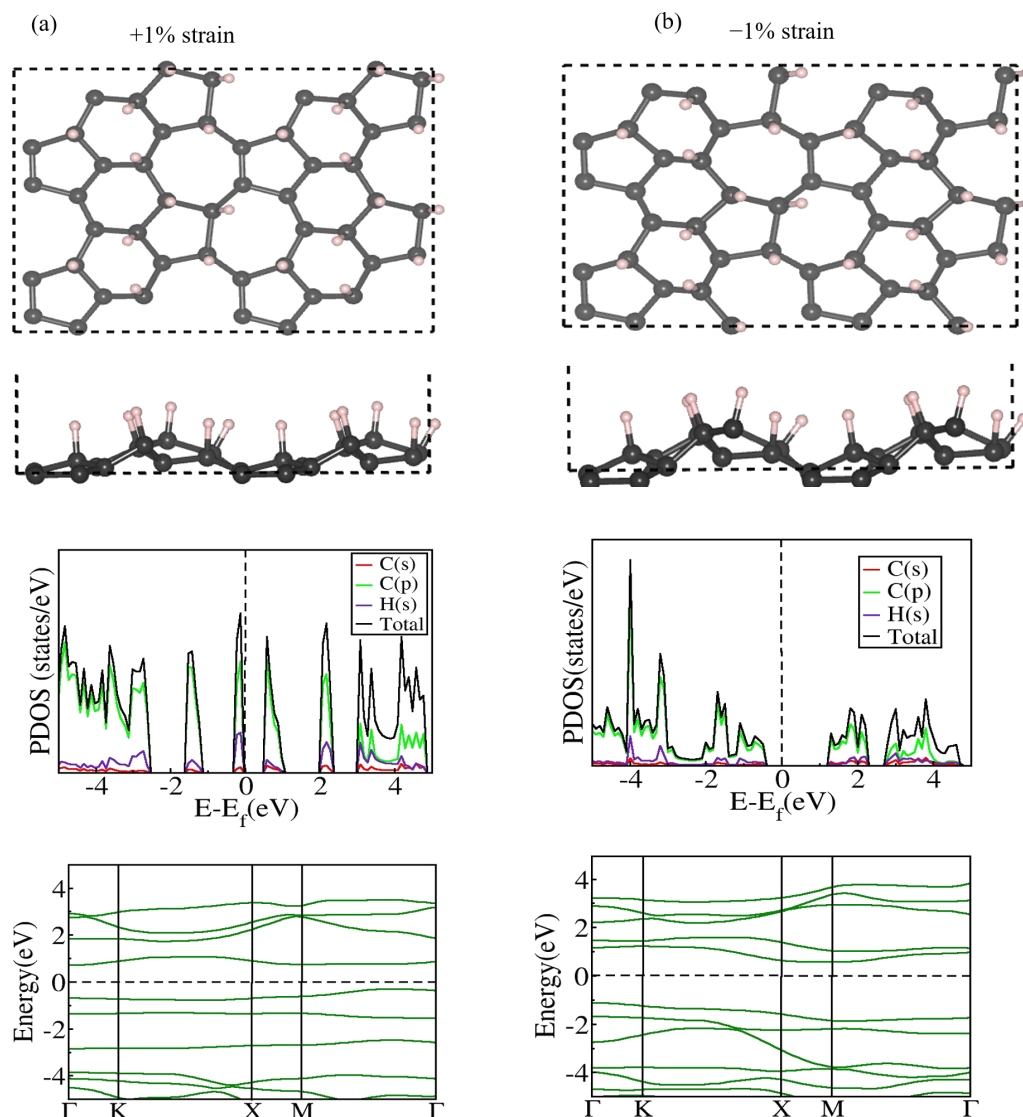 (a)
+1% strain
(b)
−1% strain
PDOS (states/eV)
C(s)
C(p)
H(s)
Total
-4
-2
0
2
4
E-E_f(eV)
PDOS(states/eV)
C(s)
C(p)
H(s)
Total
-4
-2
0
2
4
E-E_f(eV)
Energy(eV)
4
2
0
-2
-4
Γ K X M Γ
Energy(eV)
4
2
0
-2
-4
Γ K X M Γ